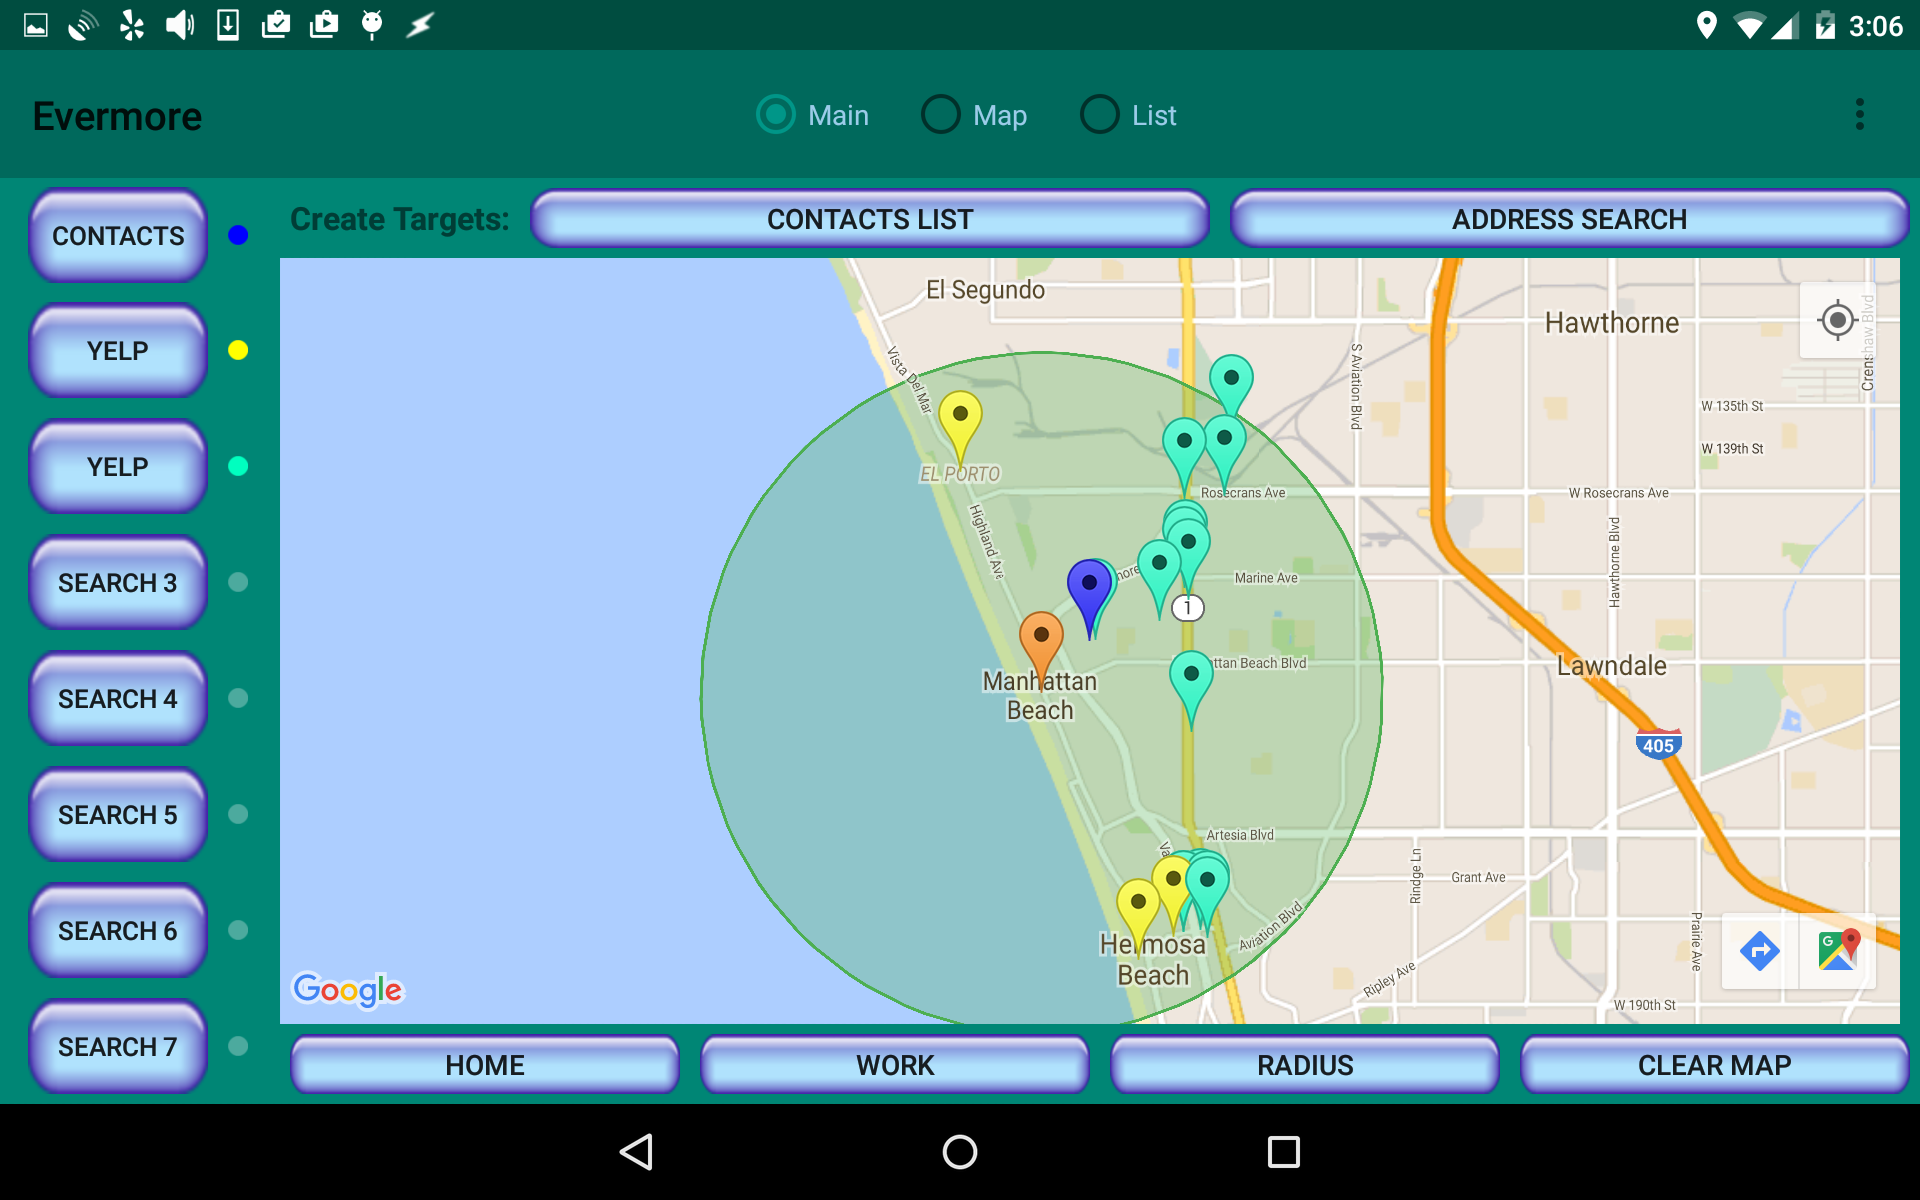 3:06
Evermore
Main
Map
List
CONTACTS
YELP
YELP
SEARCH 3
SEARCH 4
SEARCH 5
SEARCH 6
SEARCH 7
Create Targets:
CONTACTS LIST
ADDRESS SEARCH
El Segundo
Hawthorne
Vista Del Mar
S Aviation Blvd
Crenshaw Blvd
W 135th St
W 139th St
EL PORTO
Rosecrans Ave
W Rosecrans Ave
Highland Ave
Hawthorne Blvd
more
Marine Ave
1
ttan Beach Blvd
Lawndale
Manhattan
Beach
405
Artesia Blvd
Va
Rindge Ln
Grant Ave
Aviation Blvd
Prairie Ave
Hermosa
Beach
Ripley Ave
W 190th St
G
Google
HOME
WORK
RADIUS
CLEAR MAP